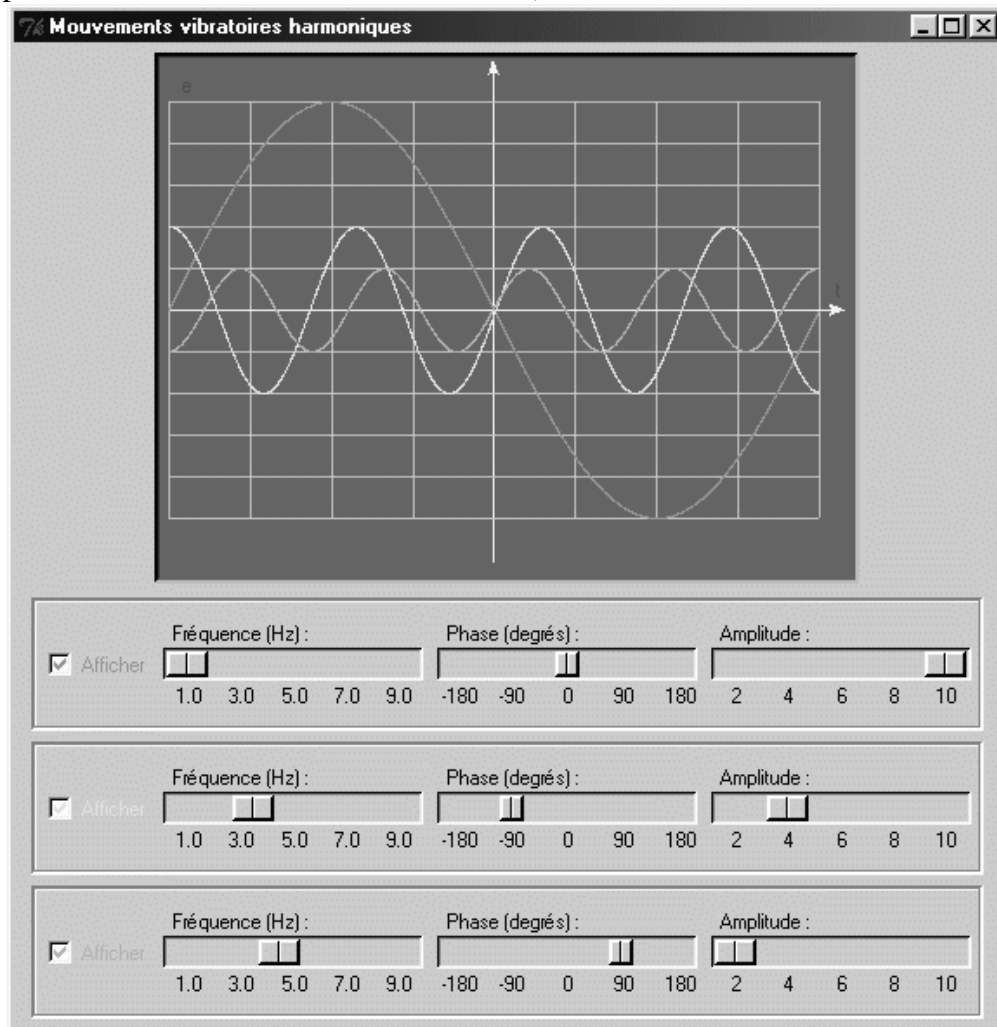 Mouvements vibratoires harmoniques
e
t
Fréquence (Hz) : Phase (degrés) : Amplitude :
Afficher
1.0 3.0 5.0 7.0 9.0 -180 -90 0 90 180 2 4 6 8 10
Fréquence (Hz) : Phase (degrés) : Amplitude :
Afficher
1.0 3.0 5.0 7.0 9.0 -180 -90 0 90 180 2 4 6 8 10
Fréquence (Hz) : Phase (degrés) : Amplitude :
Afficher
1.0 3.0 5.0 7.0 9.0 -180 -90 0 90 180 2 4 6 8 10